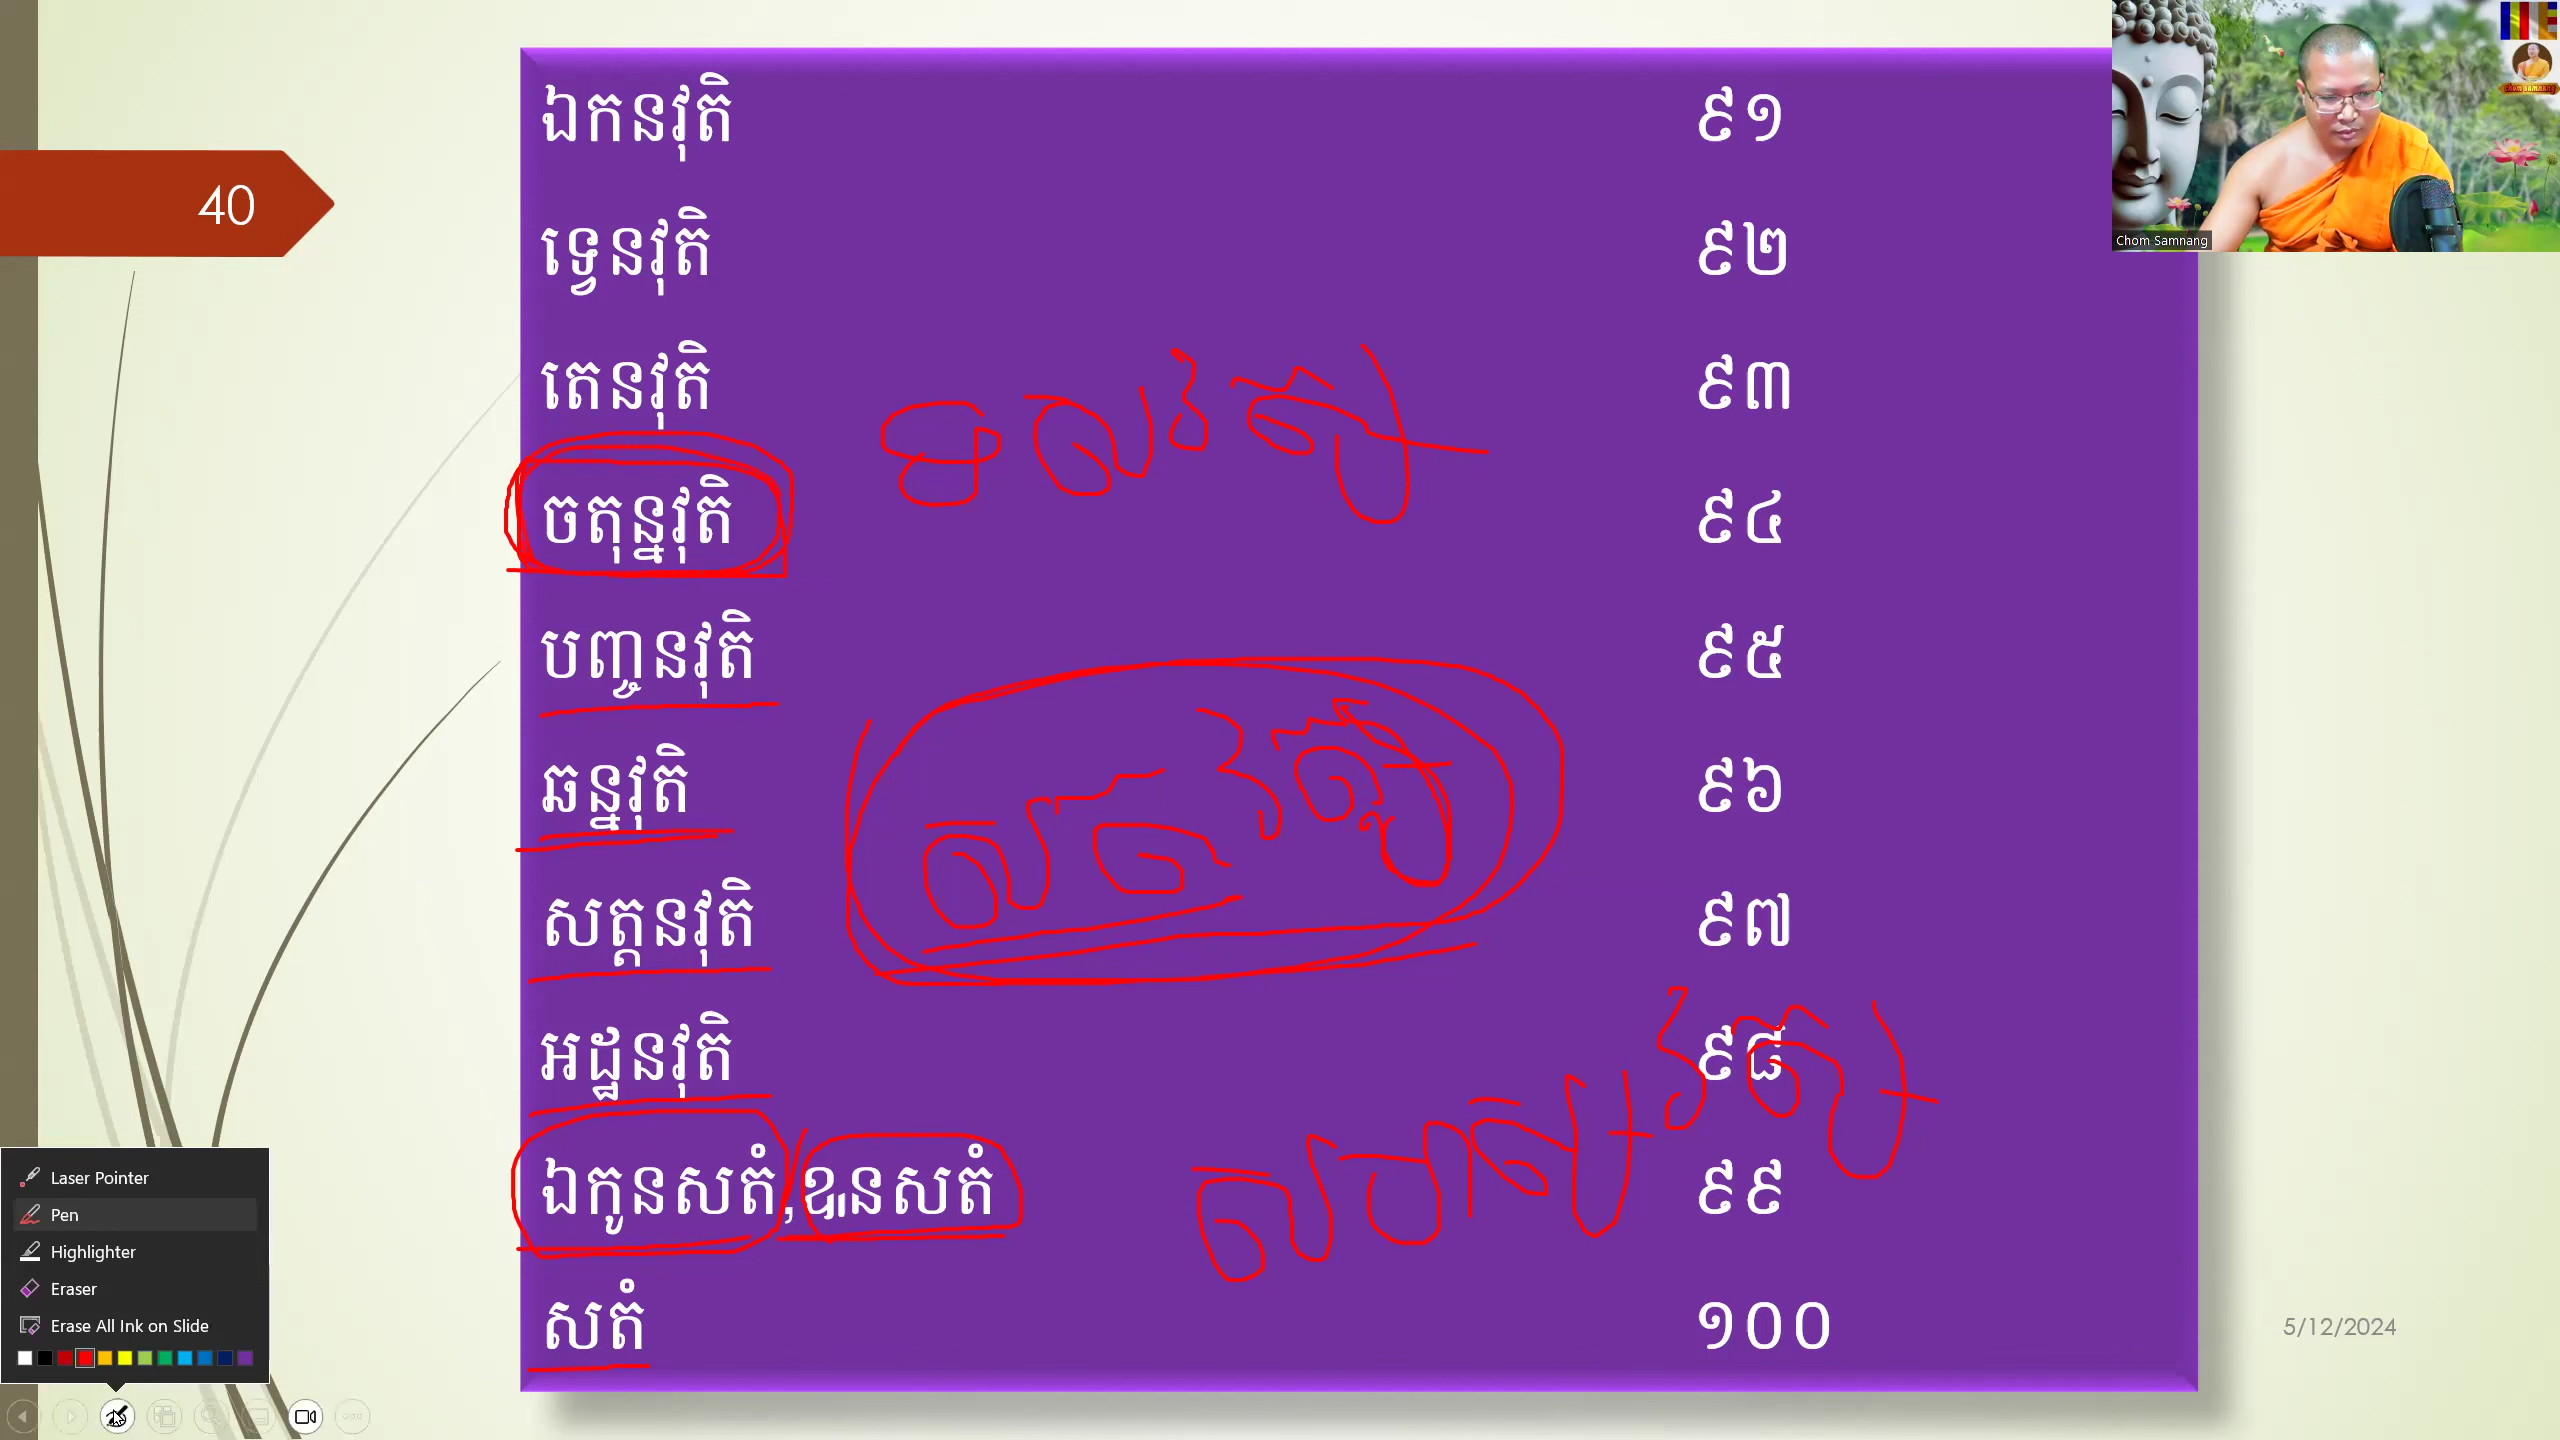 40
ឯកនវុតិ ៩១
ទ្វេនវុតិ ៩២
តេនវុតិ ៩៣
ចតុន្នវុតិ ៩៤
បញ្ចនវុតិ ៩៥
ឆន្នវុតិ ៩៦
សត្តនវុតិ ៩៧
អដ្ឋនវុតិ ៩៨
ឯកូនសតំ,ឩនសតំ ៩៩
សតំ ១០០
5/12/2024
Chom Samnang
Laser Pointer
Pen
Highlighter
Eraser
Erase All Ink on Slide